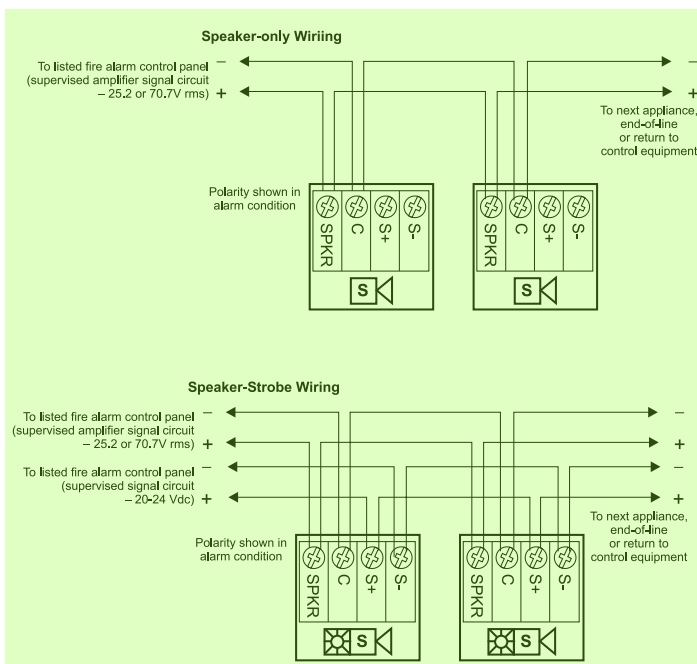 Speaker-only Wiriing
To listed fire alarm control panel
(supervised amplifier signal circuit
– 25.2 or 70.7V rms)
–
+
–
+
To next appliance,
end-of-line
or return to
control equipment
Polarity shown in
alarm condition
SPKR
C
S+
S-
S
SPKR
C
S+
S-
S
Speaker-Strobe Wiring
To listed fire alarm control panel
(supervised amplifier signal circuit
– 25.2 or 70.7V rms)
–
+
To listed fire alarm control panel
(supervised signal circuit
– 20-24 Vdc)
–
+
–
+
–
+
To next appliance,
end-of-line
or return to
control equipment
Polarity shown in
alarm condition
SPKR
C
S+
S-
S
SPKR
C
S+
S-
S